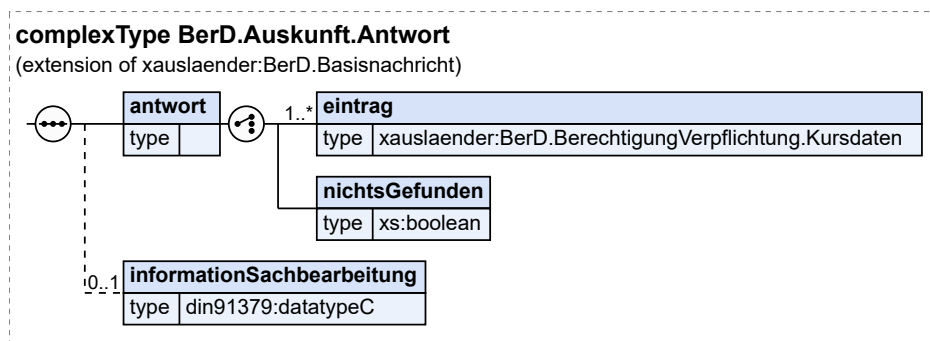 complexType BerD.Auskunft.Antwort
(extension of xauslaender:BerD.Basisnachricht)
antwort
type
1..* eintrag
type xauslaender:BerD.BerechtigungVerpflichtung.Kursdaten
nichtsGefunden
type xs:boolean
0..1 informationSachbearbeitung
type din91379:datatypeC